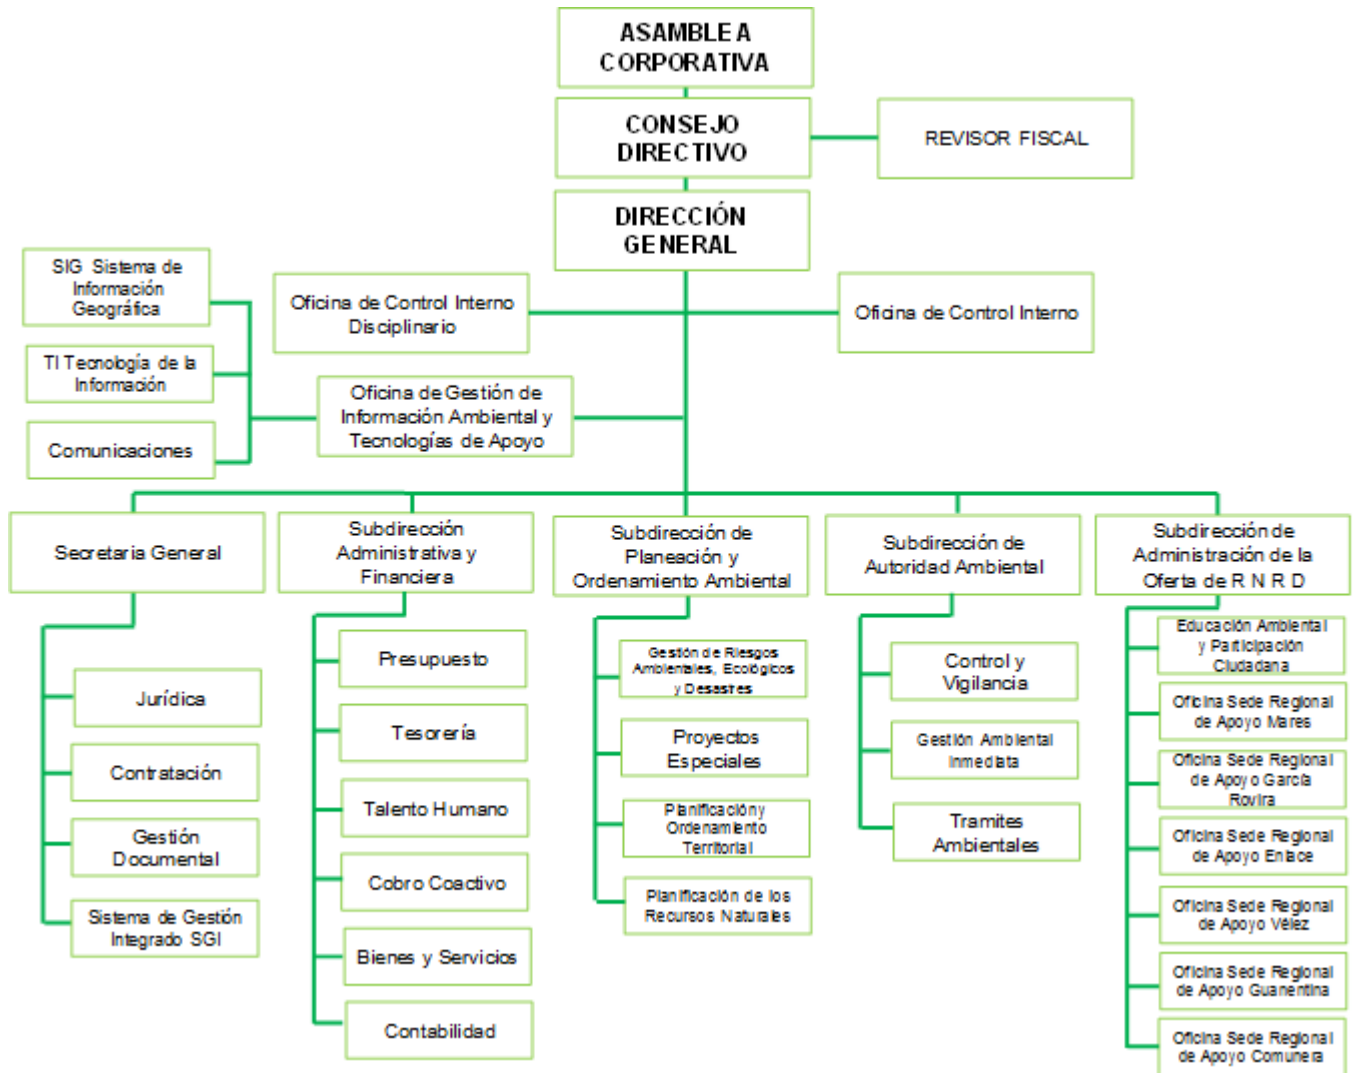 ASAMBLEA
CORPORATIVA
CONSEJO
DIRECTIVO
REVISOR FISCAL
DIRECCIÓN
GENERAL
SIG Sistema de
Información
Geográfica
Oficina de Control Interno
Disciplinario
Oficina de Control Interno
TI Tecnología de la
Información
Oficina de Gestión de
Información Ambiental y
Tecnologías de Apoyo
Comunicaciones
Secretaria General
Subdirección
Administrativa y
Financiera
Subdirección de
Planeación y
Ordenamiento Ambiental
Subdirección de
Autoridad Ambiental
Subdirección de
Administración de la
Oferta de R N R D
Jurídica
Contratación
Gestión
Documental
Sistema de Gestión
Integrado SGI
Presupuesto
Tesorería
Talento Humano
Cobro Coactivo
Bienes y Servicios
Contabilidad
Gestión de Riesgos
Ambientales, Ecológicos
y Desastres
Proyectos
Especiales
Planificación y
Ordenamiento
Territorial
Planificación de los
Recursos Naturales
Control y
Vigilancia
Gestión Ambiental
Inmediata
Tramites
Ambientales
Educación Ambiental
y Participación
Ciudadana
Oficina Sede Regional
de Apoyo Mares
Oficina Sede Regional
de Apoyo García
Rovira
Oficina Sede Regional
de Apoyo Enlace
Oficina Sede Regional
de Apoyo Vélez
Oficina Sede Regional
de Apoyo Guanentina
Oficina Sede Regional
de Apoyo Comunera